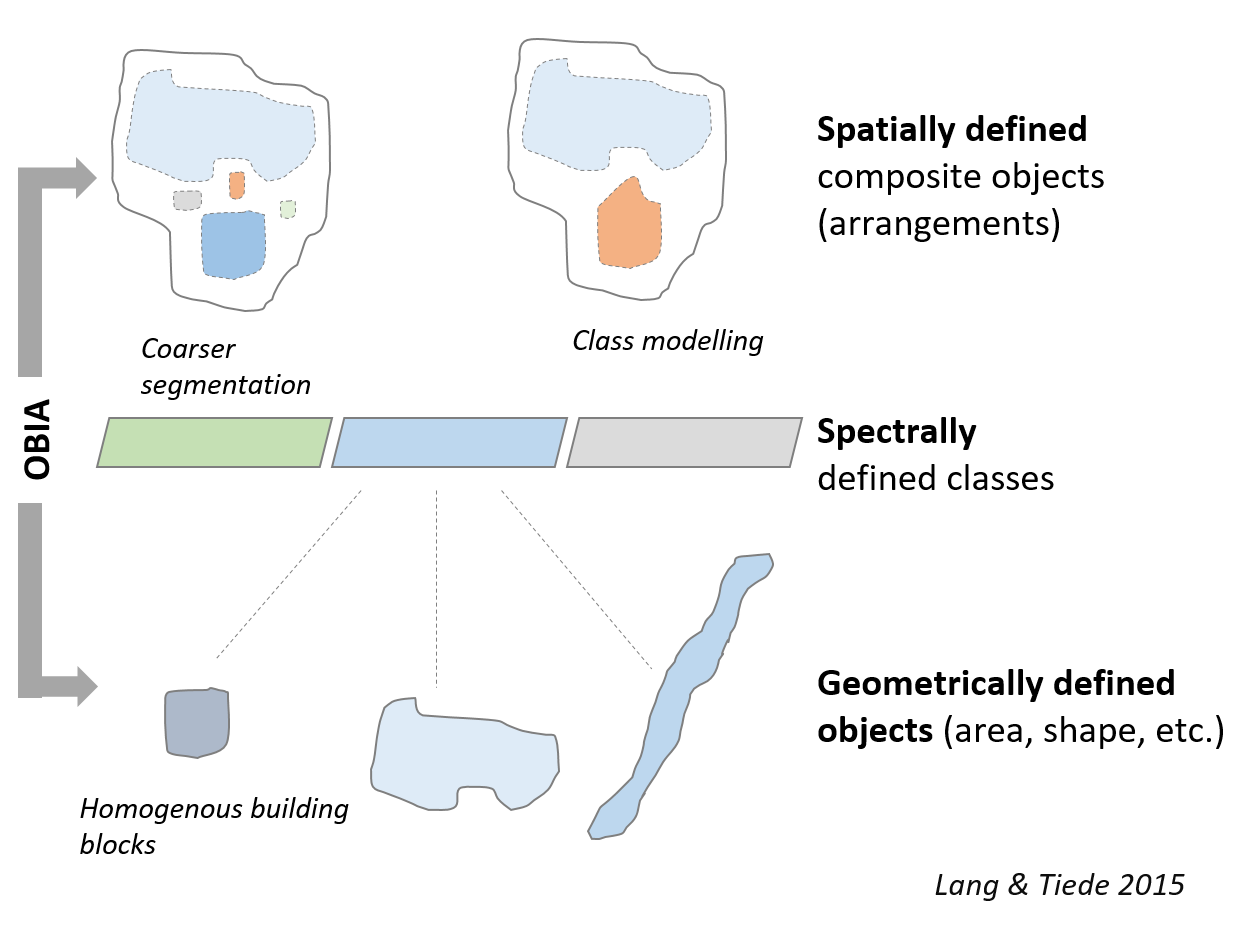 Spatially defined
composite objects
(arrangements)
Coarser
segmentation
Class modelling
OBIA
Spectrally
defined classes
Geometrically defined
objects (area, shape, etc.)
Homogenous building
blocks
Lang & Tiede 2015